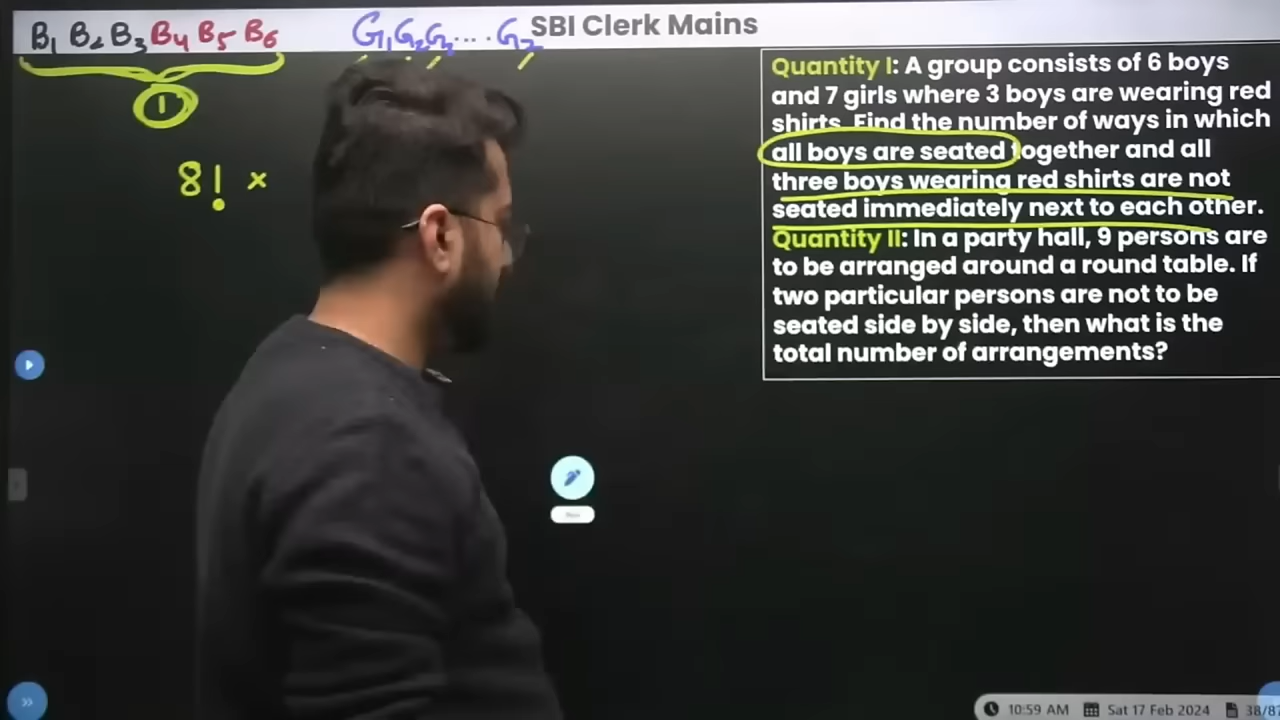 B₁ B₂ B₃ B₄ B₅ B₆ G₁ G₂ G₃ .... G₇
SBI Clerk Mains
1
8! ×
Quantity I: A group consists of 6 boys
and 7 girls where 3 boys are wearing red
shirts. Find the number of ways in which
all boys are seated together and all
three boys wearing red shirts are not
seated immediately next to each other.
Quantity II: In a party hall, 9 persons are
to be arranged around a round table. If
two particular persons are not to be
seated side by side, then what is the
total number of arrangements?
10:59 AM Sat 17 Feb 2024 38/87